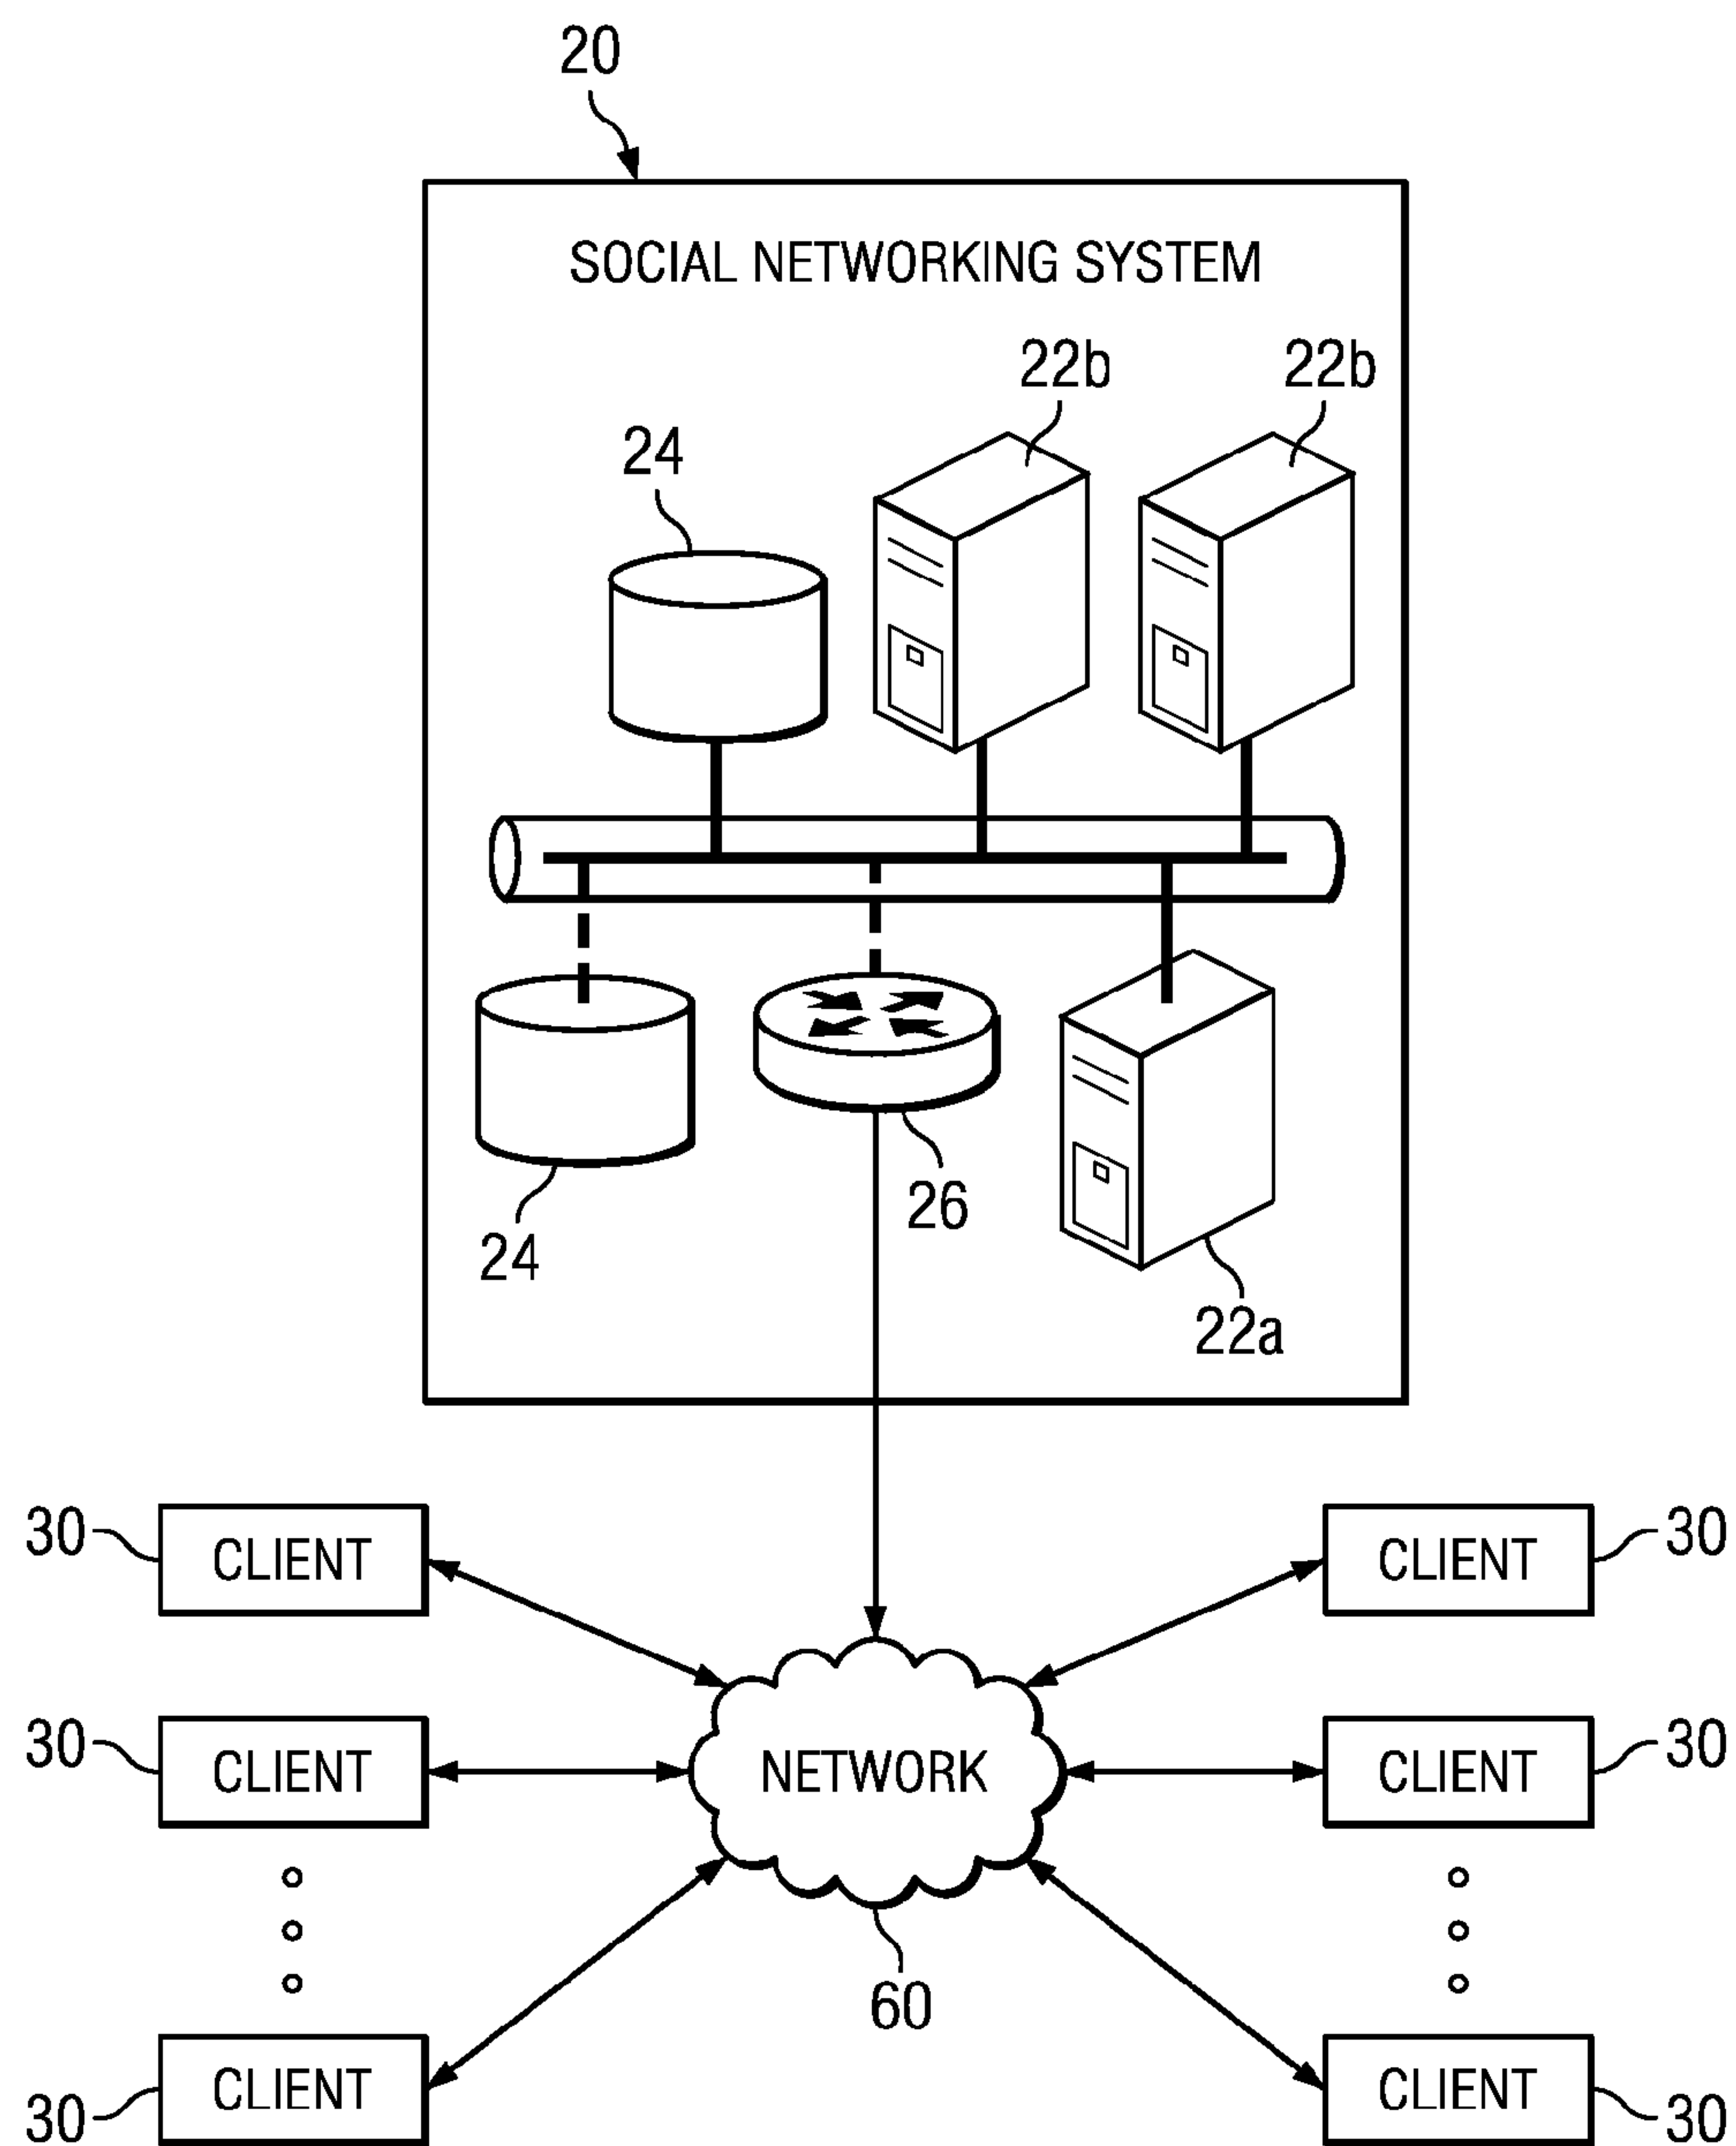 20
SOCIAL NETWORKING SYSTEM
22b 22b
24
26
24
22a
30 CLIENT CLIENT 30
30 CLIENT NETWORK CLIENT 30
60
30 CLIENT CLIENT 30